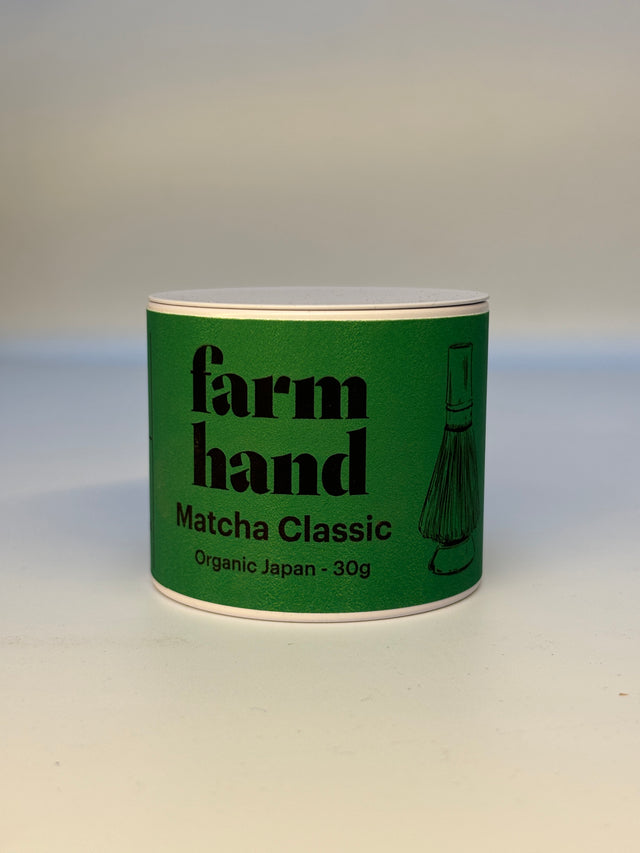 farm
hand
Matcha Classic
Organic Japan - 30g